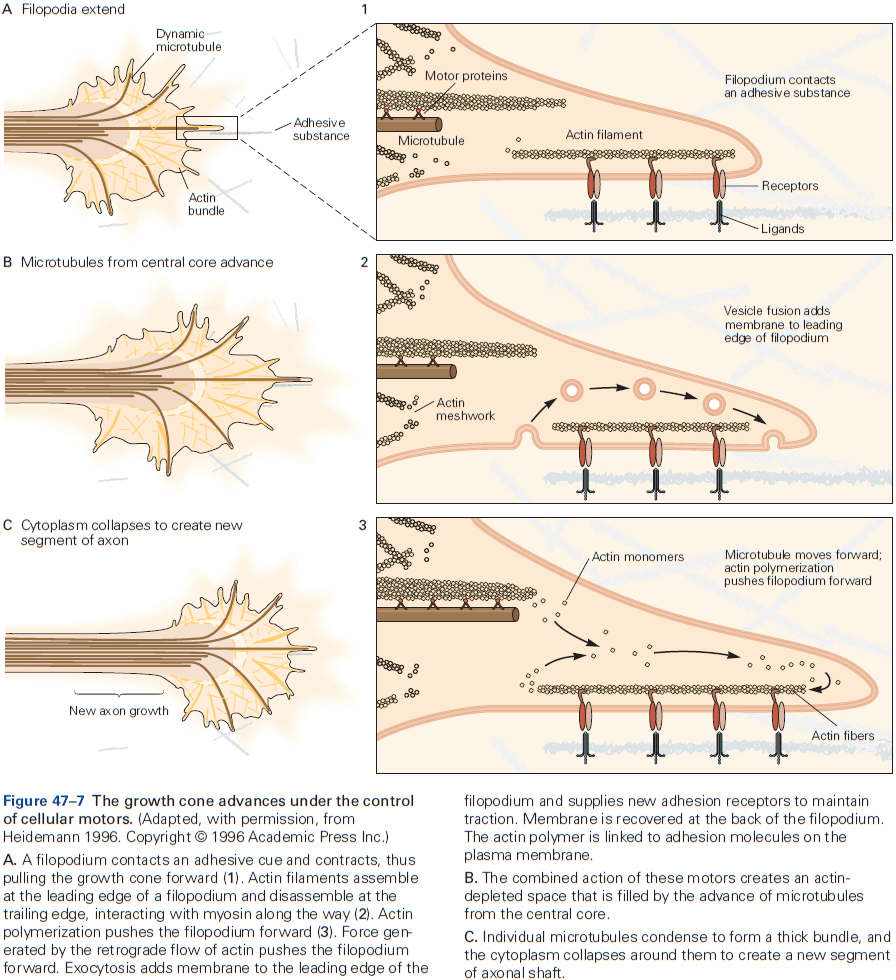 A Filopodia extend
Dynamic
microtubule
Adhesive
substance
Actin
bundle
1
Motor proteins
Filopodium contacts
an adhesive substance
Microtubule
Actin filament
Receptors
Ligands
B Microtubules from central core advance
2
Vesicle fusion adds
membrane to leading
edge of filopodium
Actin
meshwork
C Cytoplasm collapses to create new
segment of axon
New axon growth
3
Actin monomers
Microtubule moves forward;
actin polymerization
pushes filopodium forward
Actin fibers
Figure 47–7 The growth cone advances under the control
of cellular motors. (Adapted, with permission, from
Heidemann 1996. Copyright © 1996 Academic Press Inc.)
A. A filopodium contacts an adhesive cue and contracts, thus
pulling the growth cone forward (1). Actin filaments assemble
at the leading edge of a filopodium and disassemble at the
trailing edge, interacting with myosin along the way (2). Actin
polymerization pushes the filopodium forward (3). Force gen-
erated by the retrograde flow of actin pushes the filopodium
forward. Exocytosis adds membrane to the leading edge of the
filopodium and supplies new adhesion receptors to maintain
traction. Membrane is recovered at the back of the filopodium.
The actin polymer is linked to adhesion molecules on the
plasma membrane.
B. The combined action of these motors creates an actin-
depleted space that is filled by the advance of microtubules
from the central core.
C. Individual microtubules condense to form a thick bundle, and
the cytoplasm collapses around them to create a new segment
of axonal shaft.